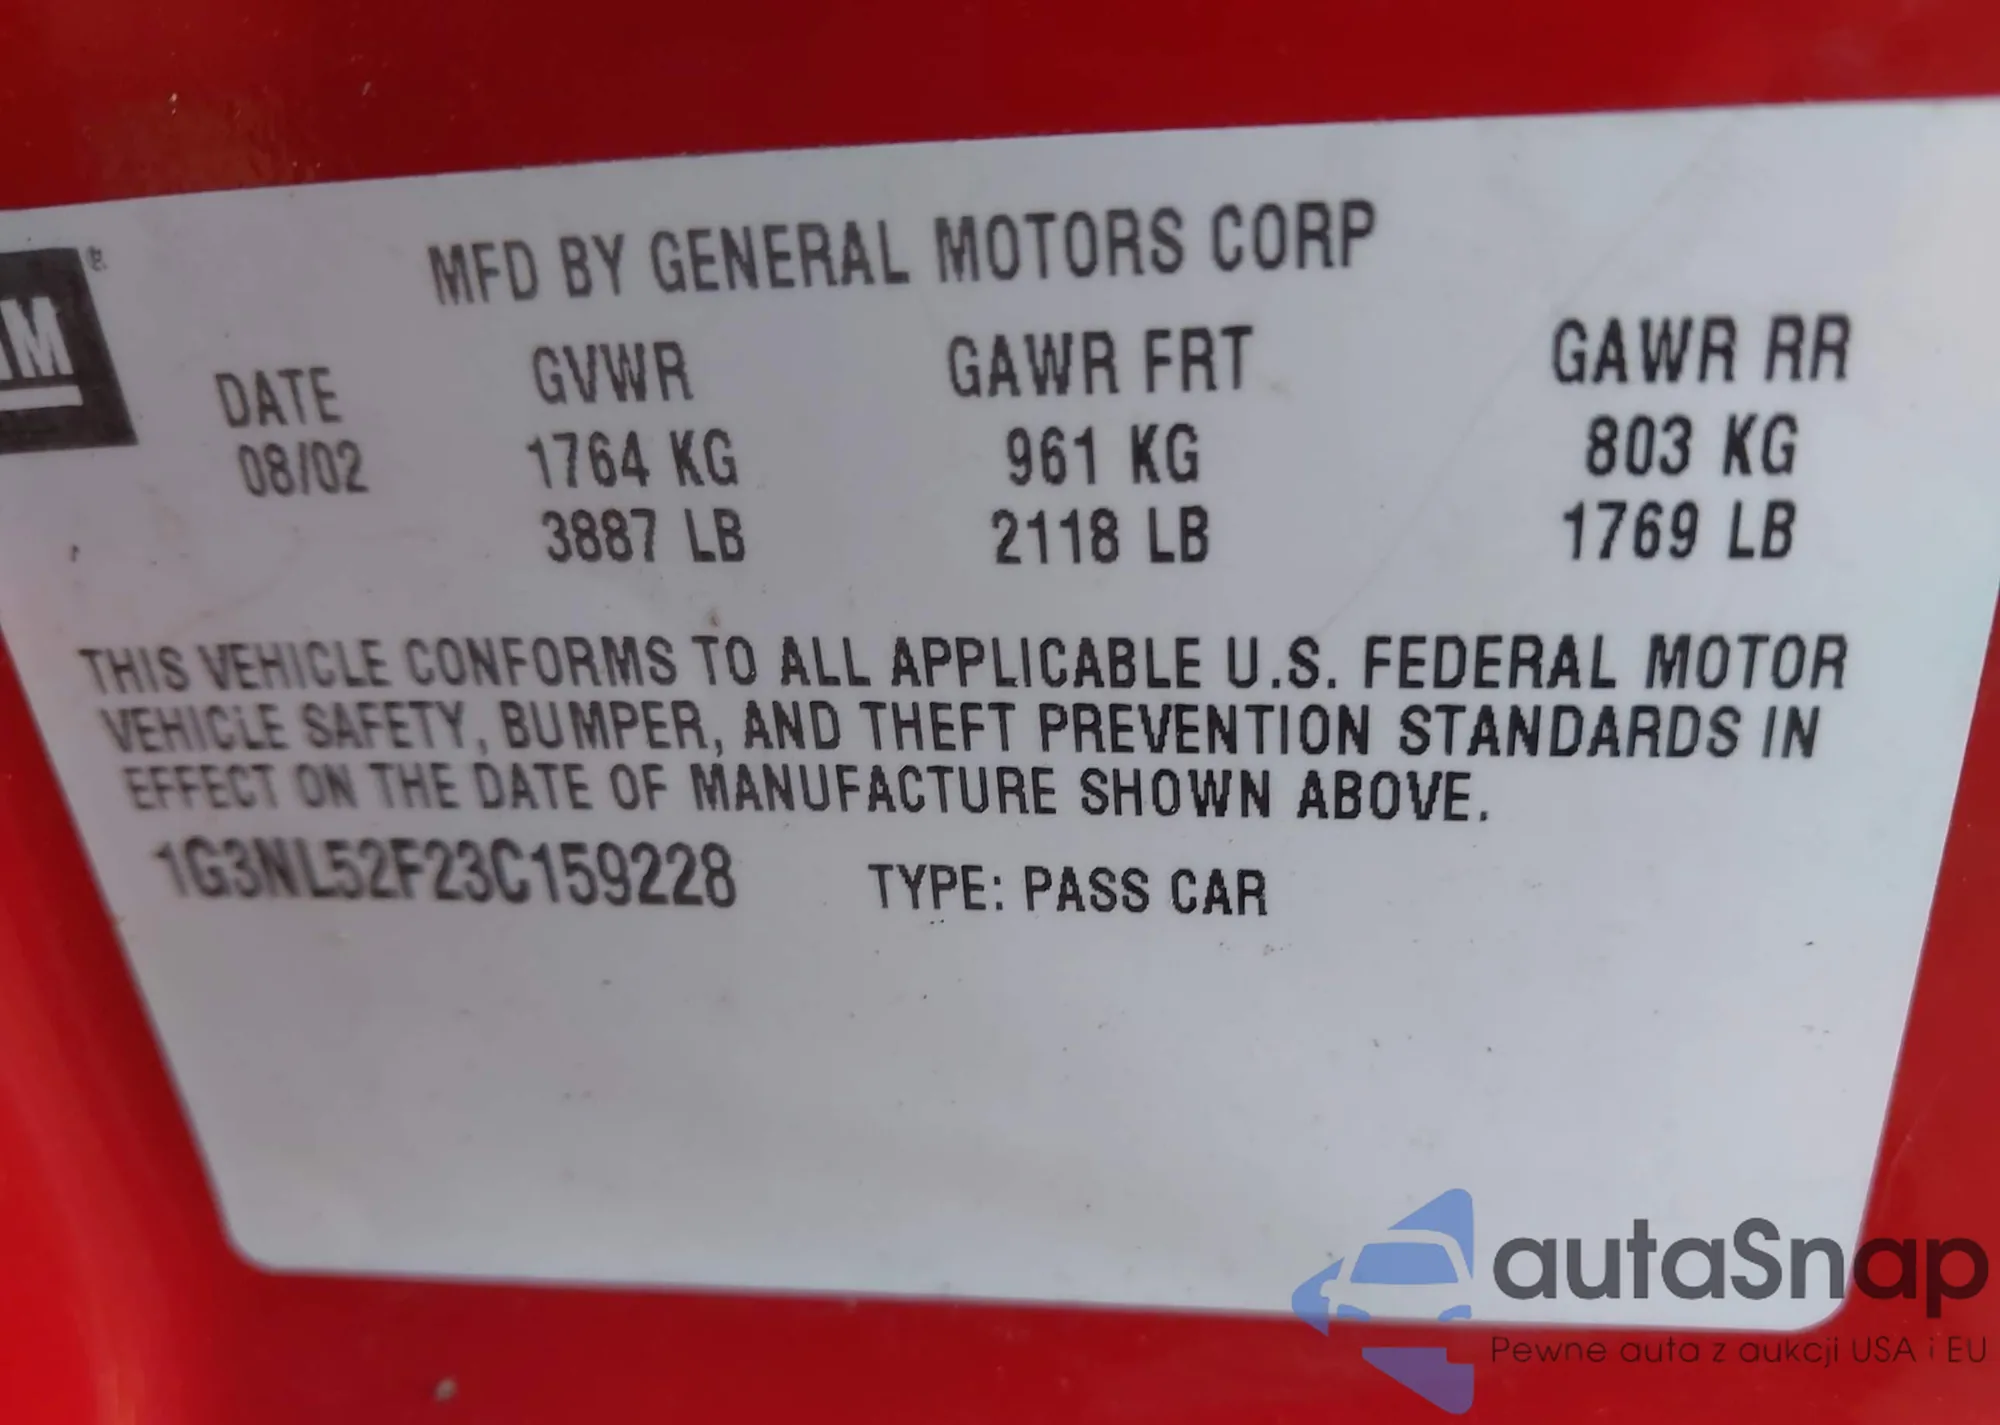 M®
MFD BY GENERAL MOTORS CORP
DATE GVWR GAWR FRT GAWR RR
08/02 1764 KG 961 KG 803 KG
3887 LB 2118 LB 1769 LB
THIS VEHICLE CONFORMS TO ALL APPLICABLE U.S. FEDERAL MOTOR
VEHICLE SAFETY, BUMPER, AND THEFT PREVENTION STANDARDS IN
EFFECT ON THE DATE OF MANUFACTURE SHOWN ABOVE.
1G3NL52F23C159228 TYPE: PASS CAR
autaSnap
Pewne auta z aukcji USA i EU